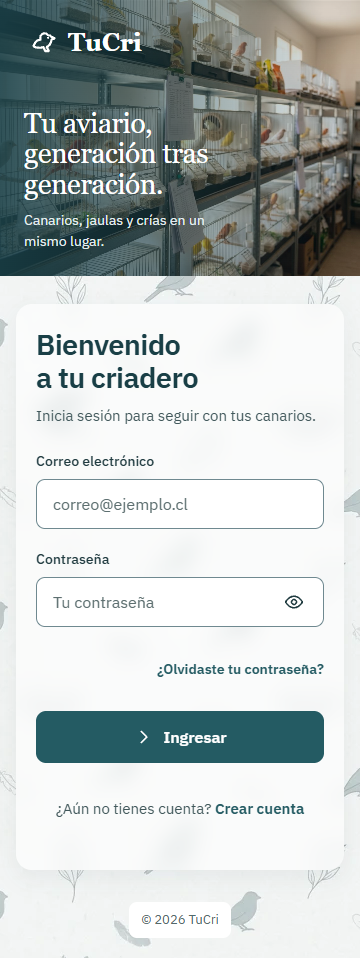 TuCri
Tu aviario,
generación tras
generación.
Canarios, jaulas y crías en un
mismo lugar.
Bienvenido
a tu criadero
Inicia sesión para seguir con tus canarios.
Correo electrónico
correo@ejemplo.cl
Contraseña
Tu contraseña
¿Olvidaste tu contraseña?
Ingresar
¿Aún no tienes cuenta? Crear cuenta
© 2026 TuCri